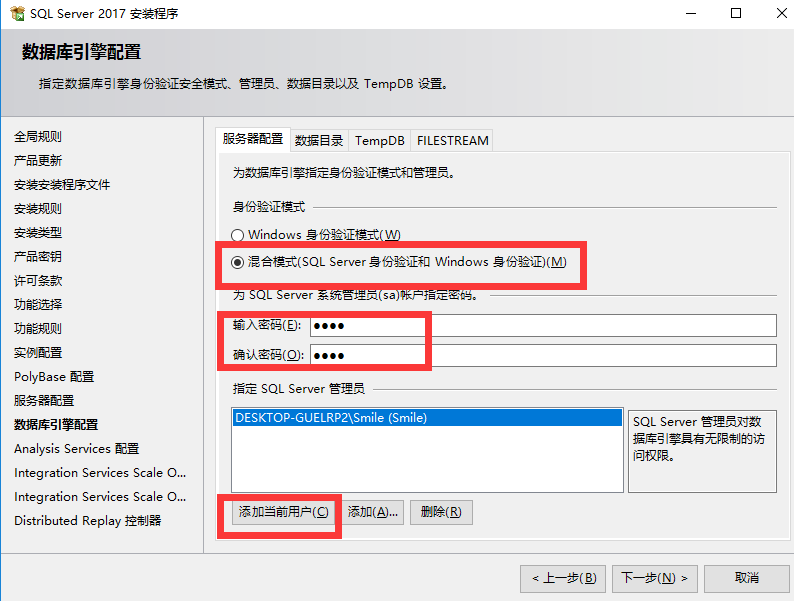 SQL Server 2017 安装程序
数据库引擎配置
指定数据库引擎身份验证安全模式、管理员、数据目录以及 TempDB 设置。
全局规则
产品更新
安装安装程序文件
安装规则
安装类型
产品密钥
许可条款
功能选择
功能规则
实例配置
PolyBase 配置
服务器配置
数据库引擎配置
Analysis Services 配置
Integration Services Scale O...
Integration Services Scale O...
Distributed Replay 控制器
服务器配置 数据目录 TempDB FILESTREAM
为数据库引擎指定身份验证模式和管理员。
身份验证模式
Windows 身份验证模式(W)
混合模式(SQL Server 身份验证和 Windows 身份验证)(M)
为 SQL Server 系统管理员(sa)帐户指定密码。
输入密码(E): ●●●●
确认密码(O): ●●●●
指定 SQL Server 管理员
DESKTOP-GUELRP2\Smile (Smile)
SQL Server 管理员对数
据库引擎具有无限制的访
问权限。
添加当前用户(C) 添加(A)... 删除(R)
< 上一步(B) 下一步(N) > 取消